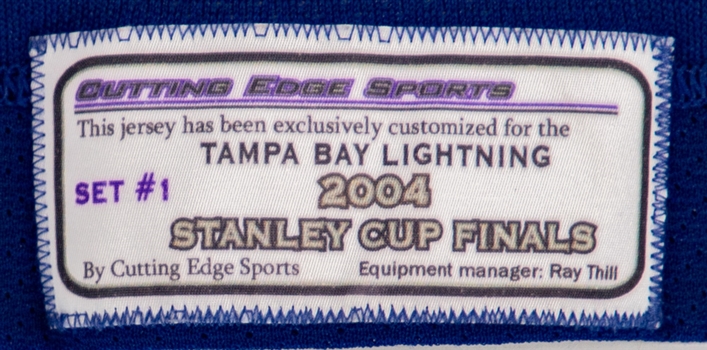 CUTTING EDGE SPORTS
This jersey has been exclusively customized for the
TAMPA BAY LIGHTNING
SET #1
2004
STANLEY CUP FINALS
By Cutting Edge Sports
Equipment manager: Ray Thill